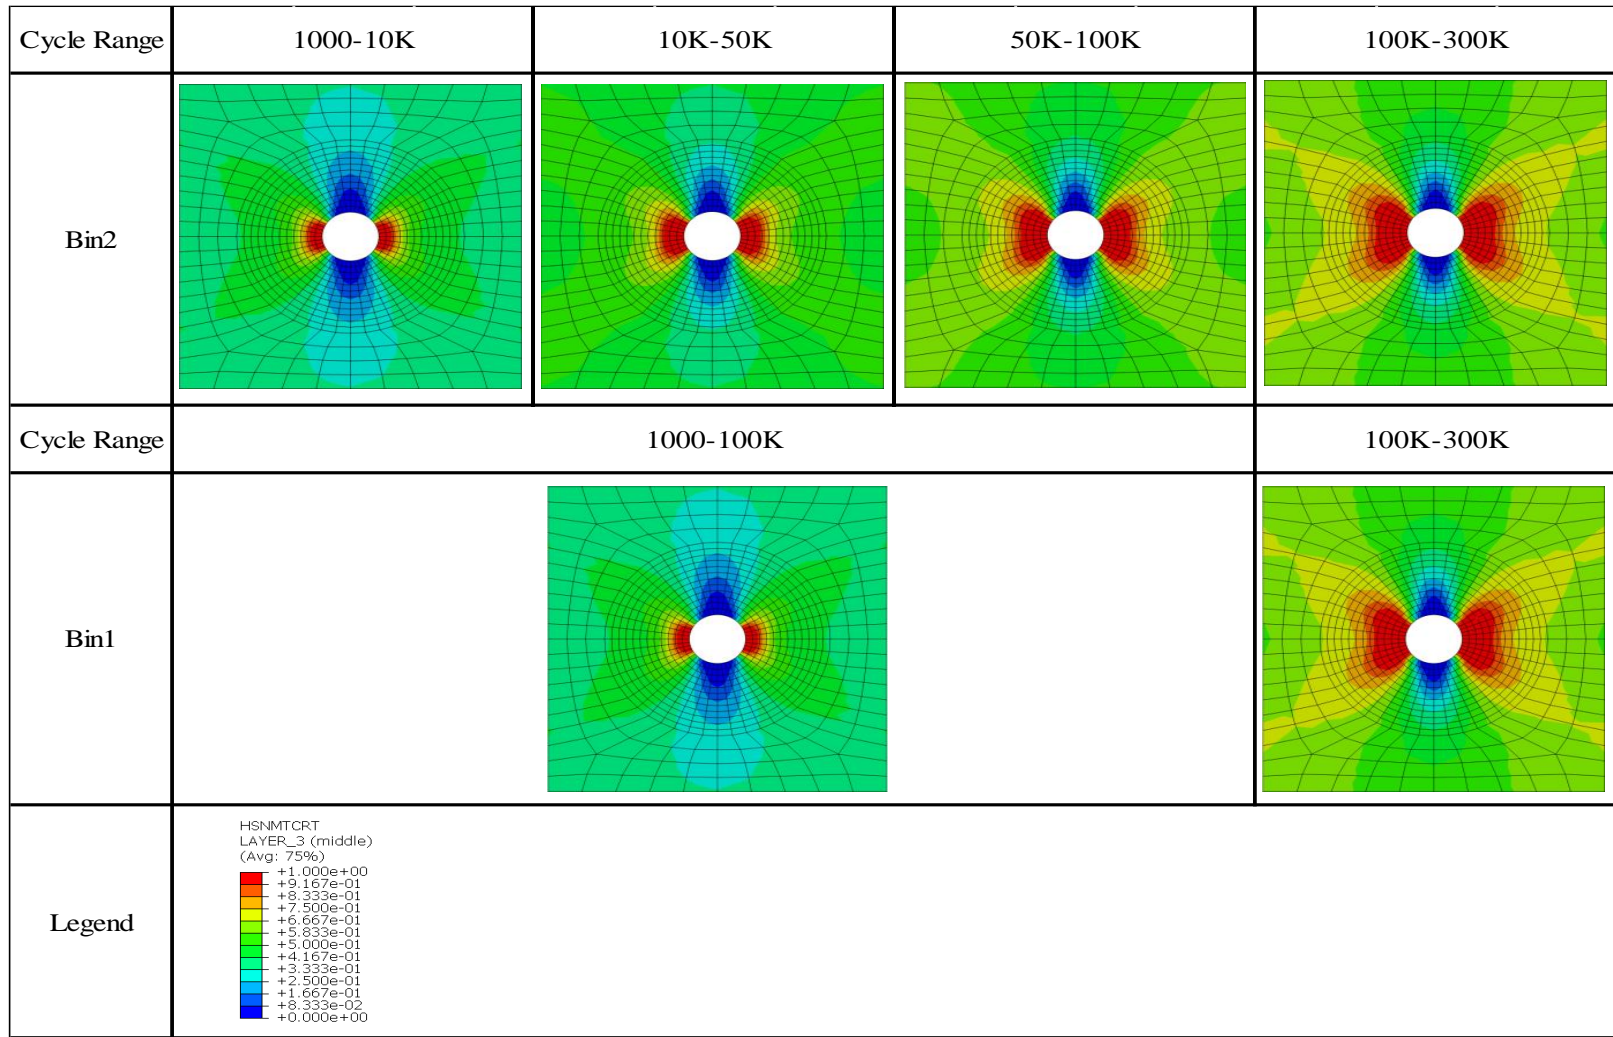 Cycle Range 1000-10K 10K-50K 50K-100K 100K-300K
Bin2
Cycle Range 1000-100K 100K-300K
Bin1
Legend
HSNMTCRT
LAYER_3 (middle)
(Avg: 75%)
+1.000e+00
+9.167e-01
+8.333e-01
+7.500e-01
+6.667e-01
+5.833e-01
+5.000e-01
+4.167e-01
+3.333e-01
+2.500e-01
+1.667e-01
+8.333e-02
+0.000e+00